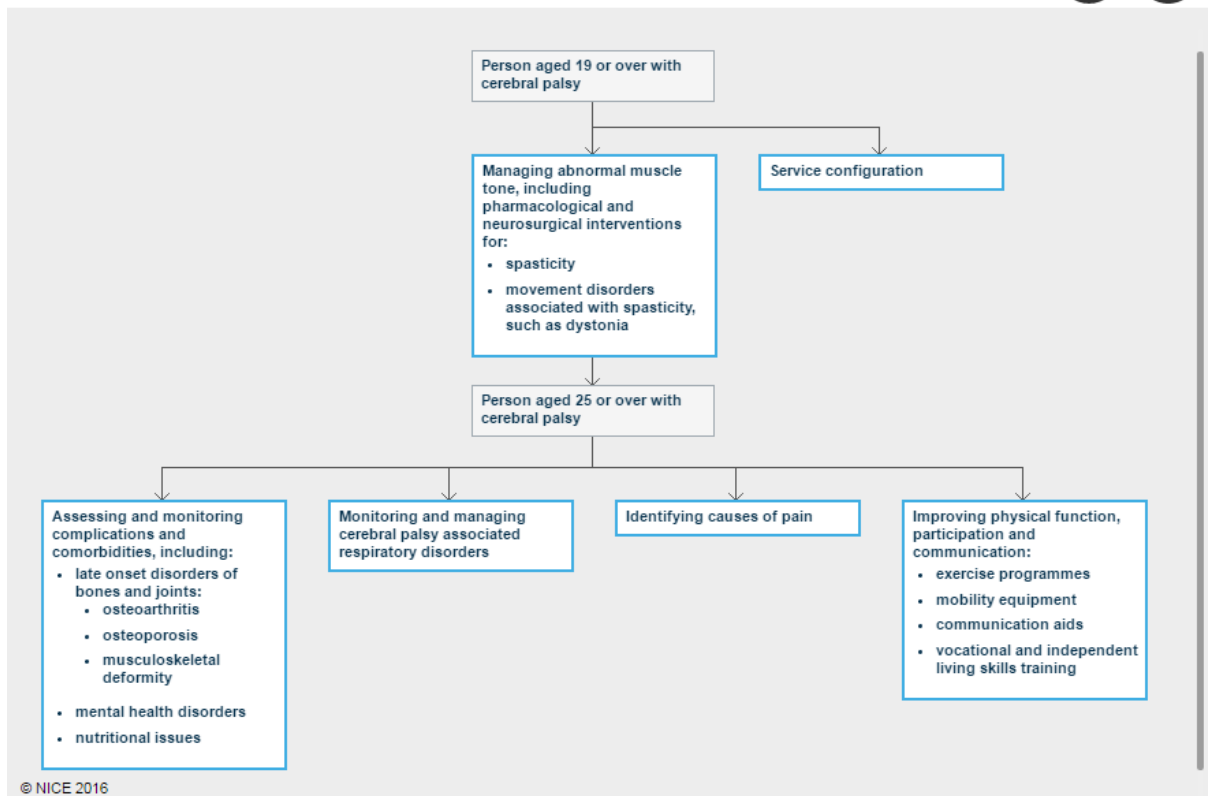 Person aged 19 or over with
cerebral palsy
Managing abnormal muscle
tone, including
pharmacological and
neurosurgical interventions
for:
• spasticity
• movement disorders
associated with spasticity,
such as dystonia
Service configuration
Person aged 25 or over with
cerebral palsy
Assessing and monitoring
complications and
comorbidities, including:
• late onset disorders of
bones and joints:
• osteoarthritis
• osteoporosis
• musculoskeletal
deformity
• mental health disorders
• nutritional issues
Monitoring and managing
cerebral palsy associated
respiratory disorders
Identifying causes of pain
Improving physical function,
participation and
communication:
• exercise programmes
• mobility equipment
• communication aids
• vocational and independent
living skills training
© NICE 2016